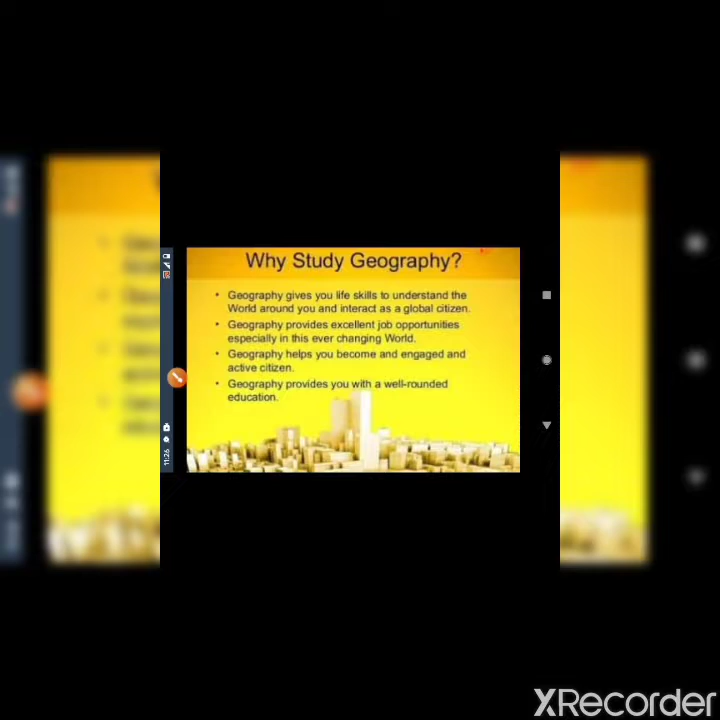 Why Study Geography?
• Geography gives you life skills to understand the
World around you and interact as a global citizen.
• Geography provides excellent job opportunities
especially in this ever changing World.
• Geography helps you become and engaged and
active citizen.
• Geography provides you with a well-rounded
education.
11:26
XRecorder